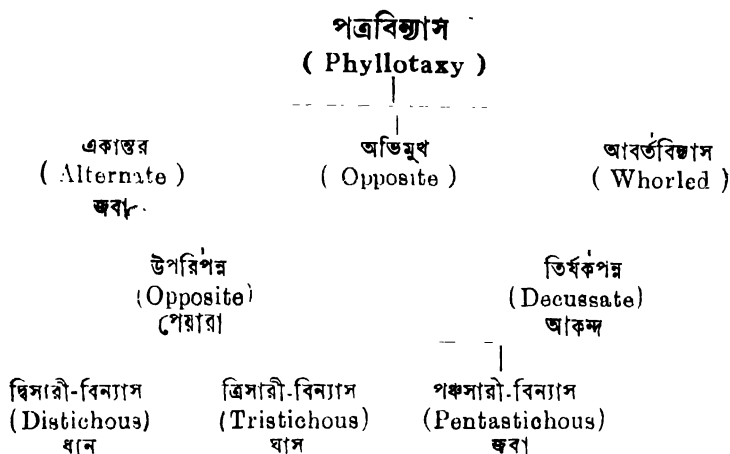 পত্রবিন্যাস
( Phyllotaxy )
একান্তর অভিমুখ আবর্তবিন্যাস
( Alternate ) ( Opposite ) ( Whorled )
জবা
উপরিপন্ন তির্যকপন্ন
(Opposite) (Decussate)
পেয়ারা আকন্দ
দ্বিসারী-বিন্যাস ত্রিসারী-বিন্যাস পঞ্চসারী-বিন্যাস
(Distichous) (Tristichous) (Pentastichous)
ধান ঘাস জবা